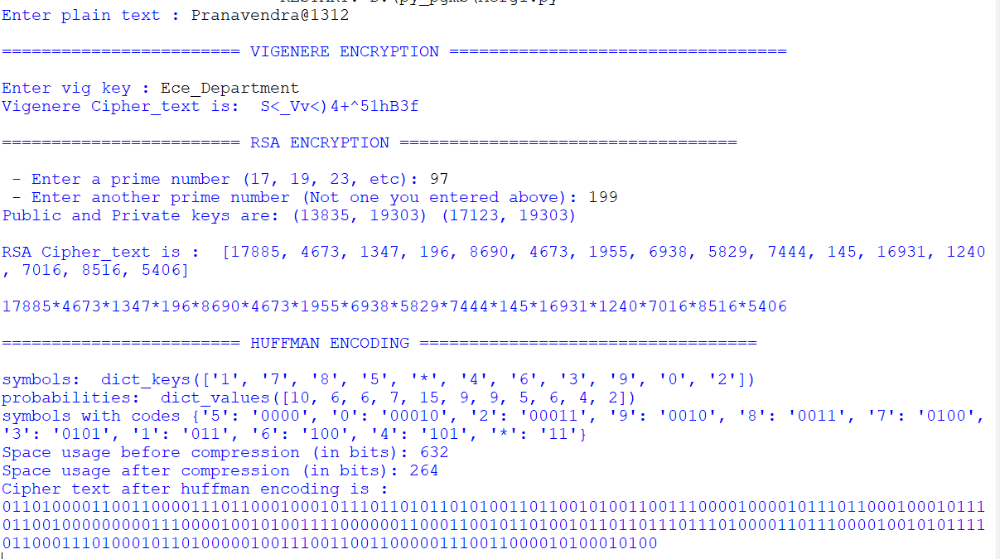 RESTART:
Enter plain text : Pranavendra@1312
======================== VIGENERE ENCRYPTION ==================================
Enter vig key : Ece_Department
Vigenere Cipher_text is:  S<_Vv<)4+^51hB3f
======================== RSA ENCRYPTION ==================================
- Enter a prime number (17, 19, 23, etc): 97
- Enter another prime number (Not one you entered above): 199
Public and Private keys are: (13835, 19303) (17123, 19303)
RSA Cipher_text is :  [17885, 4673, 1347, 196, 8690, 4673, 1955, 6938, 5829, 7444, 145, 16931, 1240
, 7016, 8516, 5406]
17885*4673*1347*196*8690*4673*1955*6938*5829*7444*145*16931*1240*7016*8516*5406
======================== HUFFMAN ENCODING ==================================
symbols:  dict_keys(['1', '7', '8', '5', '*', '4', '6', '3', '9', '0', '2'])
probabilities:  dict_values([10, 6, 6, 7, 15, 9, 9, 5, 6, 4, 2])
symbols with codes {'5': '0000', '0': '00010', '2': '00011', '9': '0010', '8': '0011', '7': '0100',
'3': '0101', '1': '011', '6': '100', '4': '101', '*': '11'}
Space usage before compression (in bits): 632
Space usage after compression (in bits): 264
Cipher text after huffman encoding is :
011010000110011000011101100010001011101101011010100110110010100110011100001000010111011000100010111
011001000000000111000010010100111100000011000110010110100101101101110111010000110111000010010101111
011000111010001011010000010011100110011000001110011000010100010100